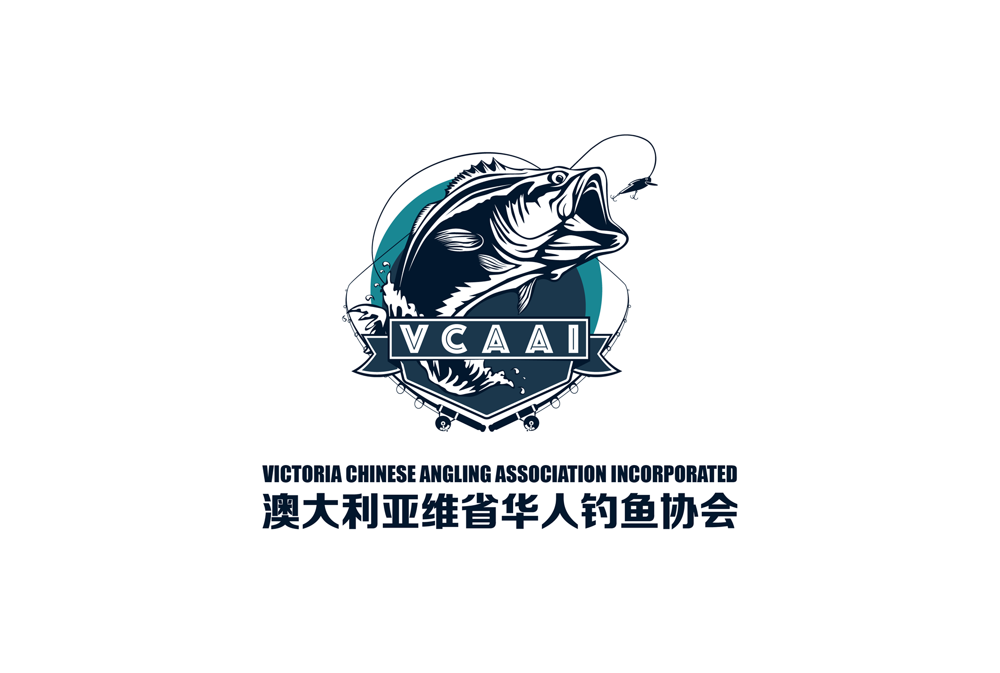 VCAAI
VICTORIA CHINESE ANGLING ASSOCIATION INCORPORATED
澳大利亚维省华人钓鱼协会